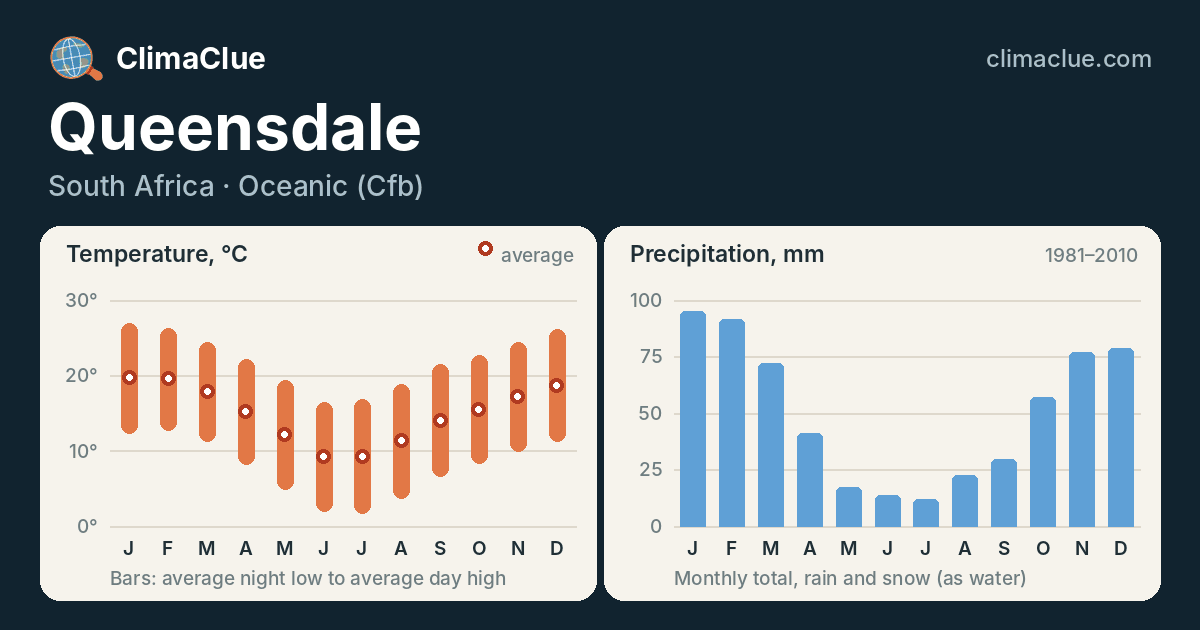 ClimaClue
climaclue.com
Queensdale
South Africa · Oceanic (Cfb)
Temperature, °C
average
30°
20°
10°
0°
J F M A M J J A S O N D
Bars: average night low to average day high
Precipitation, mm
1981–2010
100
75
50
25
0
J F M A M J J A S O N D
Monthly total, rain and snow (as water)